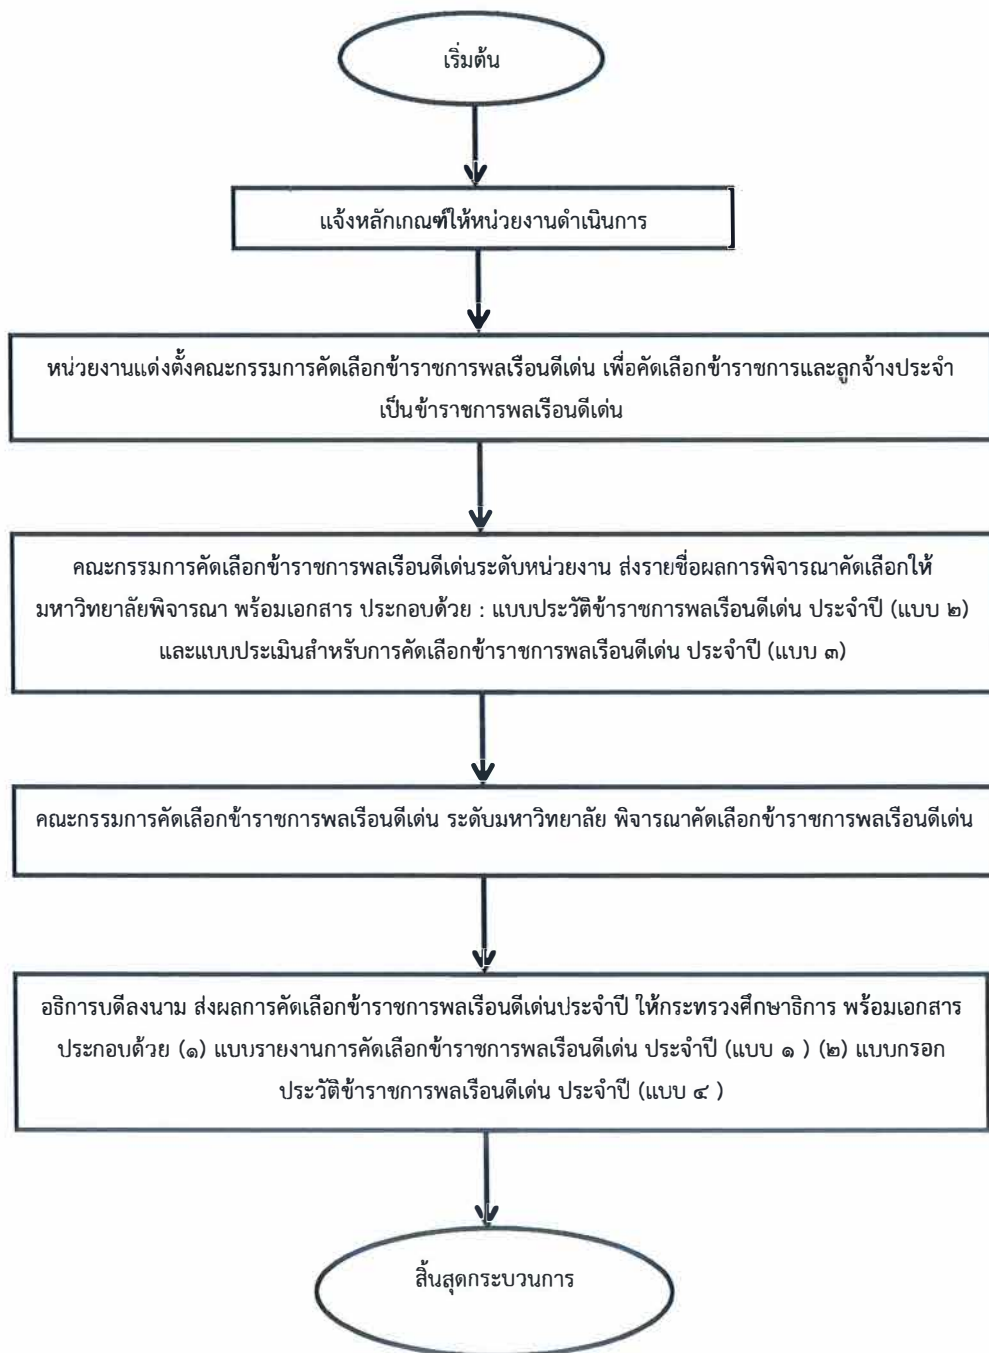 เริ่มต้น
แจ้งหลักเกณฑ์ให้หน่วยงานดำเนินการ
หน่วยงานแต่งตั้งคณะกรรมการคัดเลือกข้าราชการพลเรือนดีเด่น เพื่อคัดเลือกข้าราชการและลูกจ้างประจำ
เป็นข้าราชการพลเรือนดีเด่น
คณะกรรมการคัดเลือกข้าราชการพลเรือนดีเด่นระดับหน่วยงาน ส่งรายชื่อผลการพิจารณาคัดเลือกให้
มหาวิทยาลัยพิจารณา พร้อมเอกสาร ประกอบด้วย : แบบประวัติข้าราชการพลเรือนดีเด่น ประจำปี (แบบ ๒)
และแบบประเมินสำหรับการคัดเลือกข้าราชการพลเรือนดีเด่น ประจำปี (แบบ ๓)
คณะกรรมการคัดเลือกข้าราชการพลเรือนดีเด่น ระดับมหาวิทยาลัย พิจารณาคัดเลือกข้าราชการพลเรือนดีเด่น
อธิการบดีลงนาม ส่งผลการคัดเลือกข้าราชการพลเรือนดีเด่นประจำปี ให้กระทรวงศึกษาธิการ พร้อมเอกสาร
ประกอบด้วย (๑) แบบรายงานการคัดเลือกข้าราชการพลเรือนดีเด่น ประจำปี (แบบ ๑ ) (๒) แบบกรอก
ประวัติข้าราชการพลเรือนดีเด่น ประจำปี (แบบ ๔ )
สิ้นสุดกระบวนการ